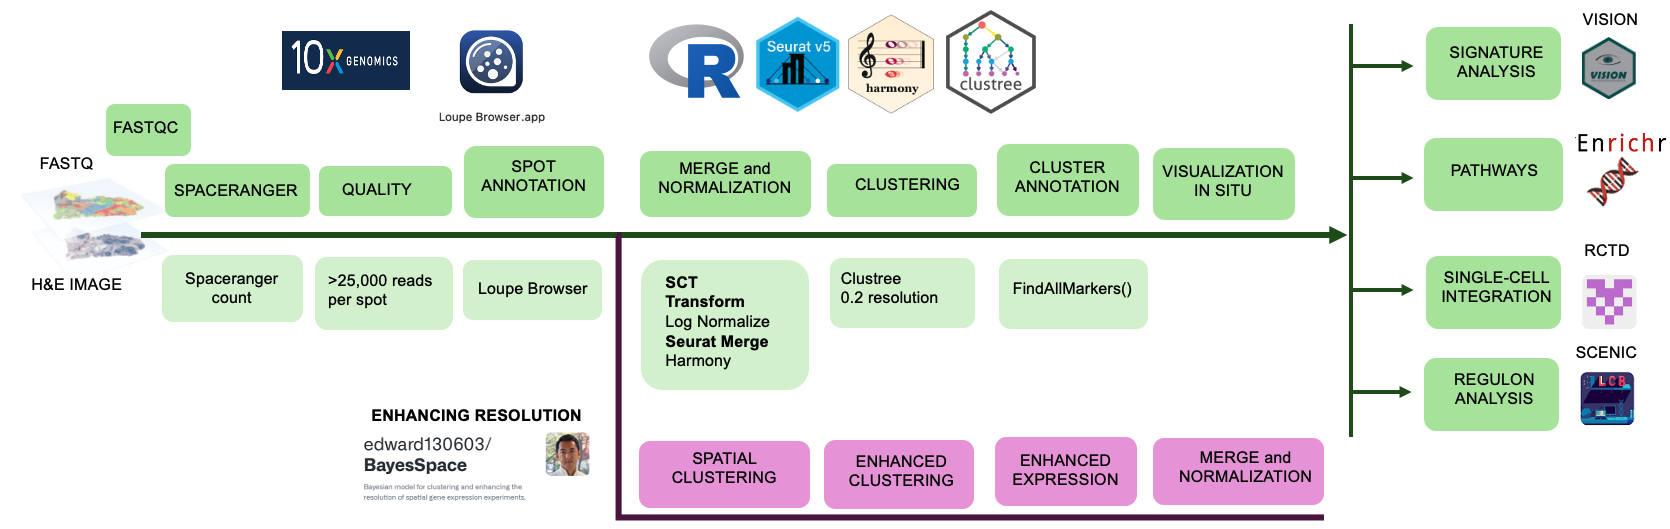 10x GENOMICS
Loupe Browser.app
R
Seurat v5
harmony
clustree
FASTQC
FASTQ
SPACERANGER
QUALITY
SPOT
ANNOTATION
MERGE and
NORMALIZATION
CLUSTERING
CLUSTER
ANNOTATION
VISUALIZATION
IN SITU
H&E IMAGE
Spaceranger
count
>25,000 reads
per spot
Loupe Browser
SCT
Transform
Log Normalize
Seurat Merge
Harmony
Clustree
0.2 resolution
FindAllMarkers()
ENHANCING RESOLUTION
edward130603/
BayesSpace
Bayesian model for clustering and enhancing the
resolution of spatial gene expression experiments.
SPATIAL
CLUSTERING
ENHANCED
CLUSTERING
ENHANCED
EXPRESSION
MERGE and
NORMALIZATION
SIGNATURE
ANALYSIS
VISION
VISION
PATHWAYS
Enrichr
SINGLE-CELL
INTEGRATION
RCTD
REGULON
ANALYSIS
SCENIC
LCB